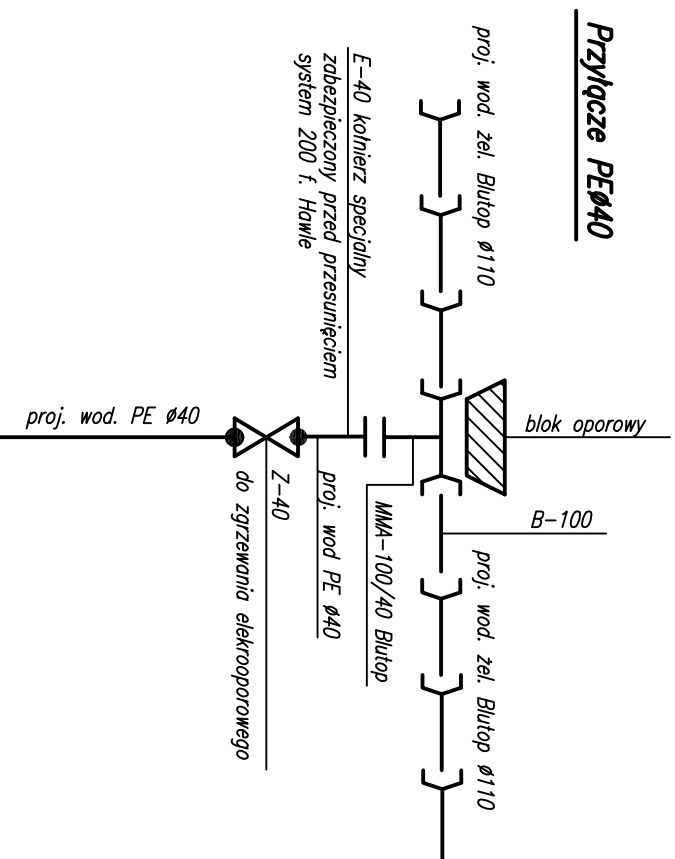 Przyłącze PEø40
proj. wod. żel. Blutop ø110
E-40 kołnierz specjalny
zabezpieczony przed przesunięciem
system 200 f. Hawle
blok oporowy
B-100
proj. wod. żel. Blutop ø110
MMA-100/40 Blutop
proj. wod PE ø40
Z-40
do zgrzewania elekrooporowego
proj. wod. PE ø40